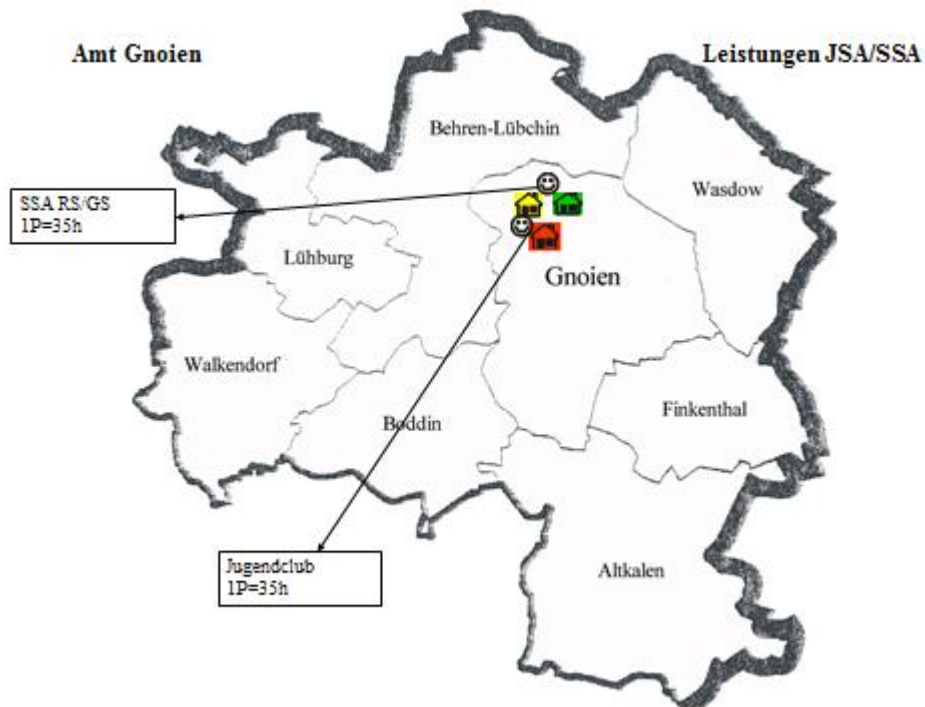 Amt Gnoien
Leistungen JSA/SSA
Behren-Lübchin
Wasdow
SSA RS/GS
1P=35h
Lühburg
Gnoien
Walkendorf
Finkenthal
Boddin
Jugendclub
1P=35h
Altkalen